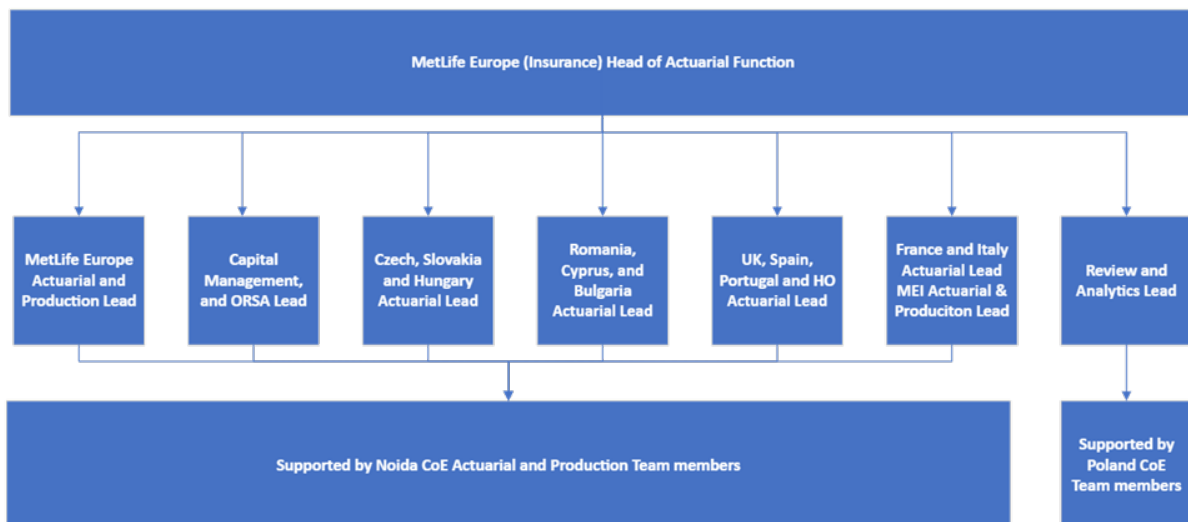 MetLife Europe (Insurance) Head of Actuarial Function
MetLife Europe
Actuarial and
Production Lead
Capital
Management,
and ORSA Lead
Czech, Slovakia
and Hungary
Actuarial Lead
Romania,
Cyprus, and
Bulgaria
Actuarial Lead
UK, Spain,
Portugal and HO
Actuarial Lead
France and Italy
Actuarial Lead
MEI Actuarial &
Produciton Lead
Review and
Analytics Lead
Supported by Noida CoE Actuarial and Production Team members
Supported by
Poland CoE
Team members